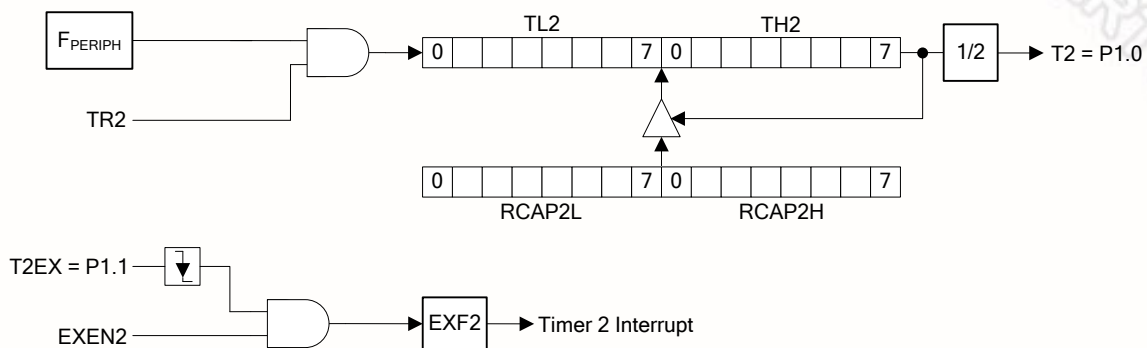 TL2 TH2
FPERIPH
0 7 0 7
1/2
T2 = P1.0
TR2
0 7 0 7
RCAP2L RCAP2H
T2EX = P1.1
EXEN2
EXF2
Timer 2 Interrupt